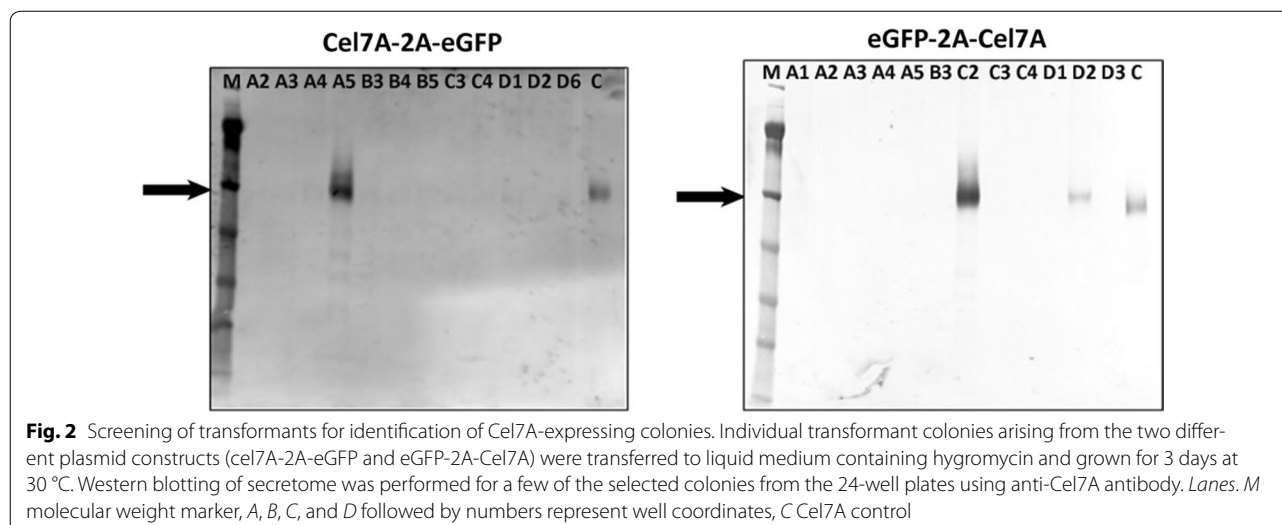 Cel7A-2A-eGFP
M A2 A3 A4 A5 B3 B4 B5 C3 C4 D1 D2 D6 C
eGFP-2A-Cel7A
M A1 A2 A3 A4 A5 B3 C2 C3 C4 D1 D2 D3 C
Fig. 2 Screening of transformants for identification of Cel7A-expressing colonies. Individual transformant colonies arising from the two differ-
ent plasmid constructs (cel7A-2A-eGFP and eGFP-2A-Cel7A) were transferred to liquid medium containing hygromycin and grown for 3 days at
30 °C. Western blotting of secretome was performed for a few of the selected colonies from the 24-well plates using anti-Cel7A antibody. Lanes. M
molecular weight marker, A, B, C, and D followed by numbers represent well coordinates, C Cel7A control